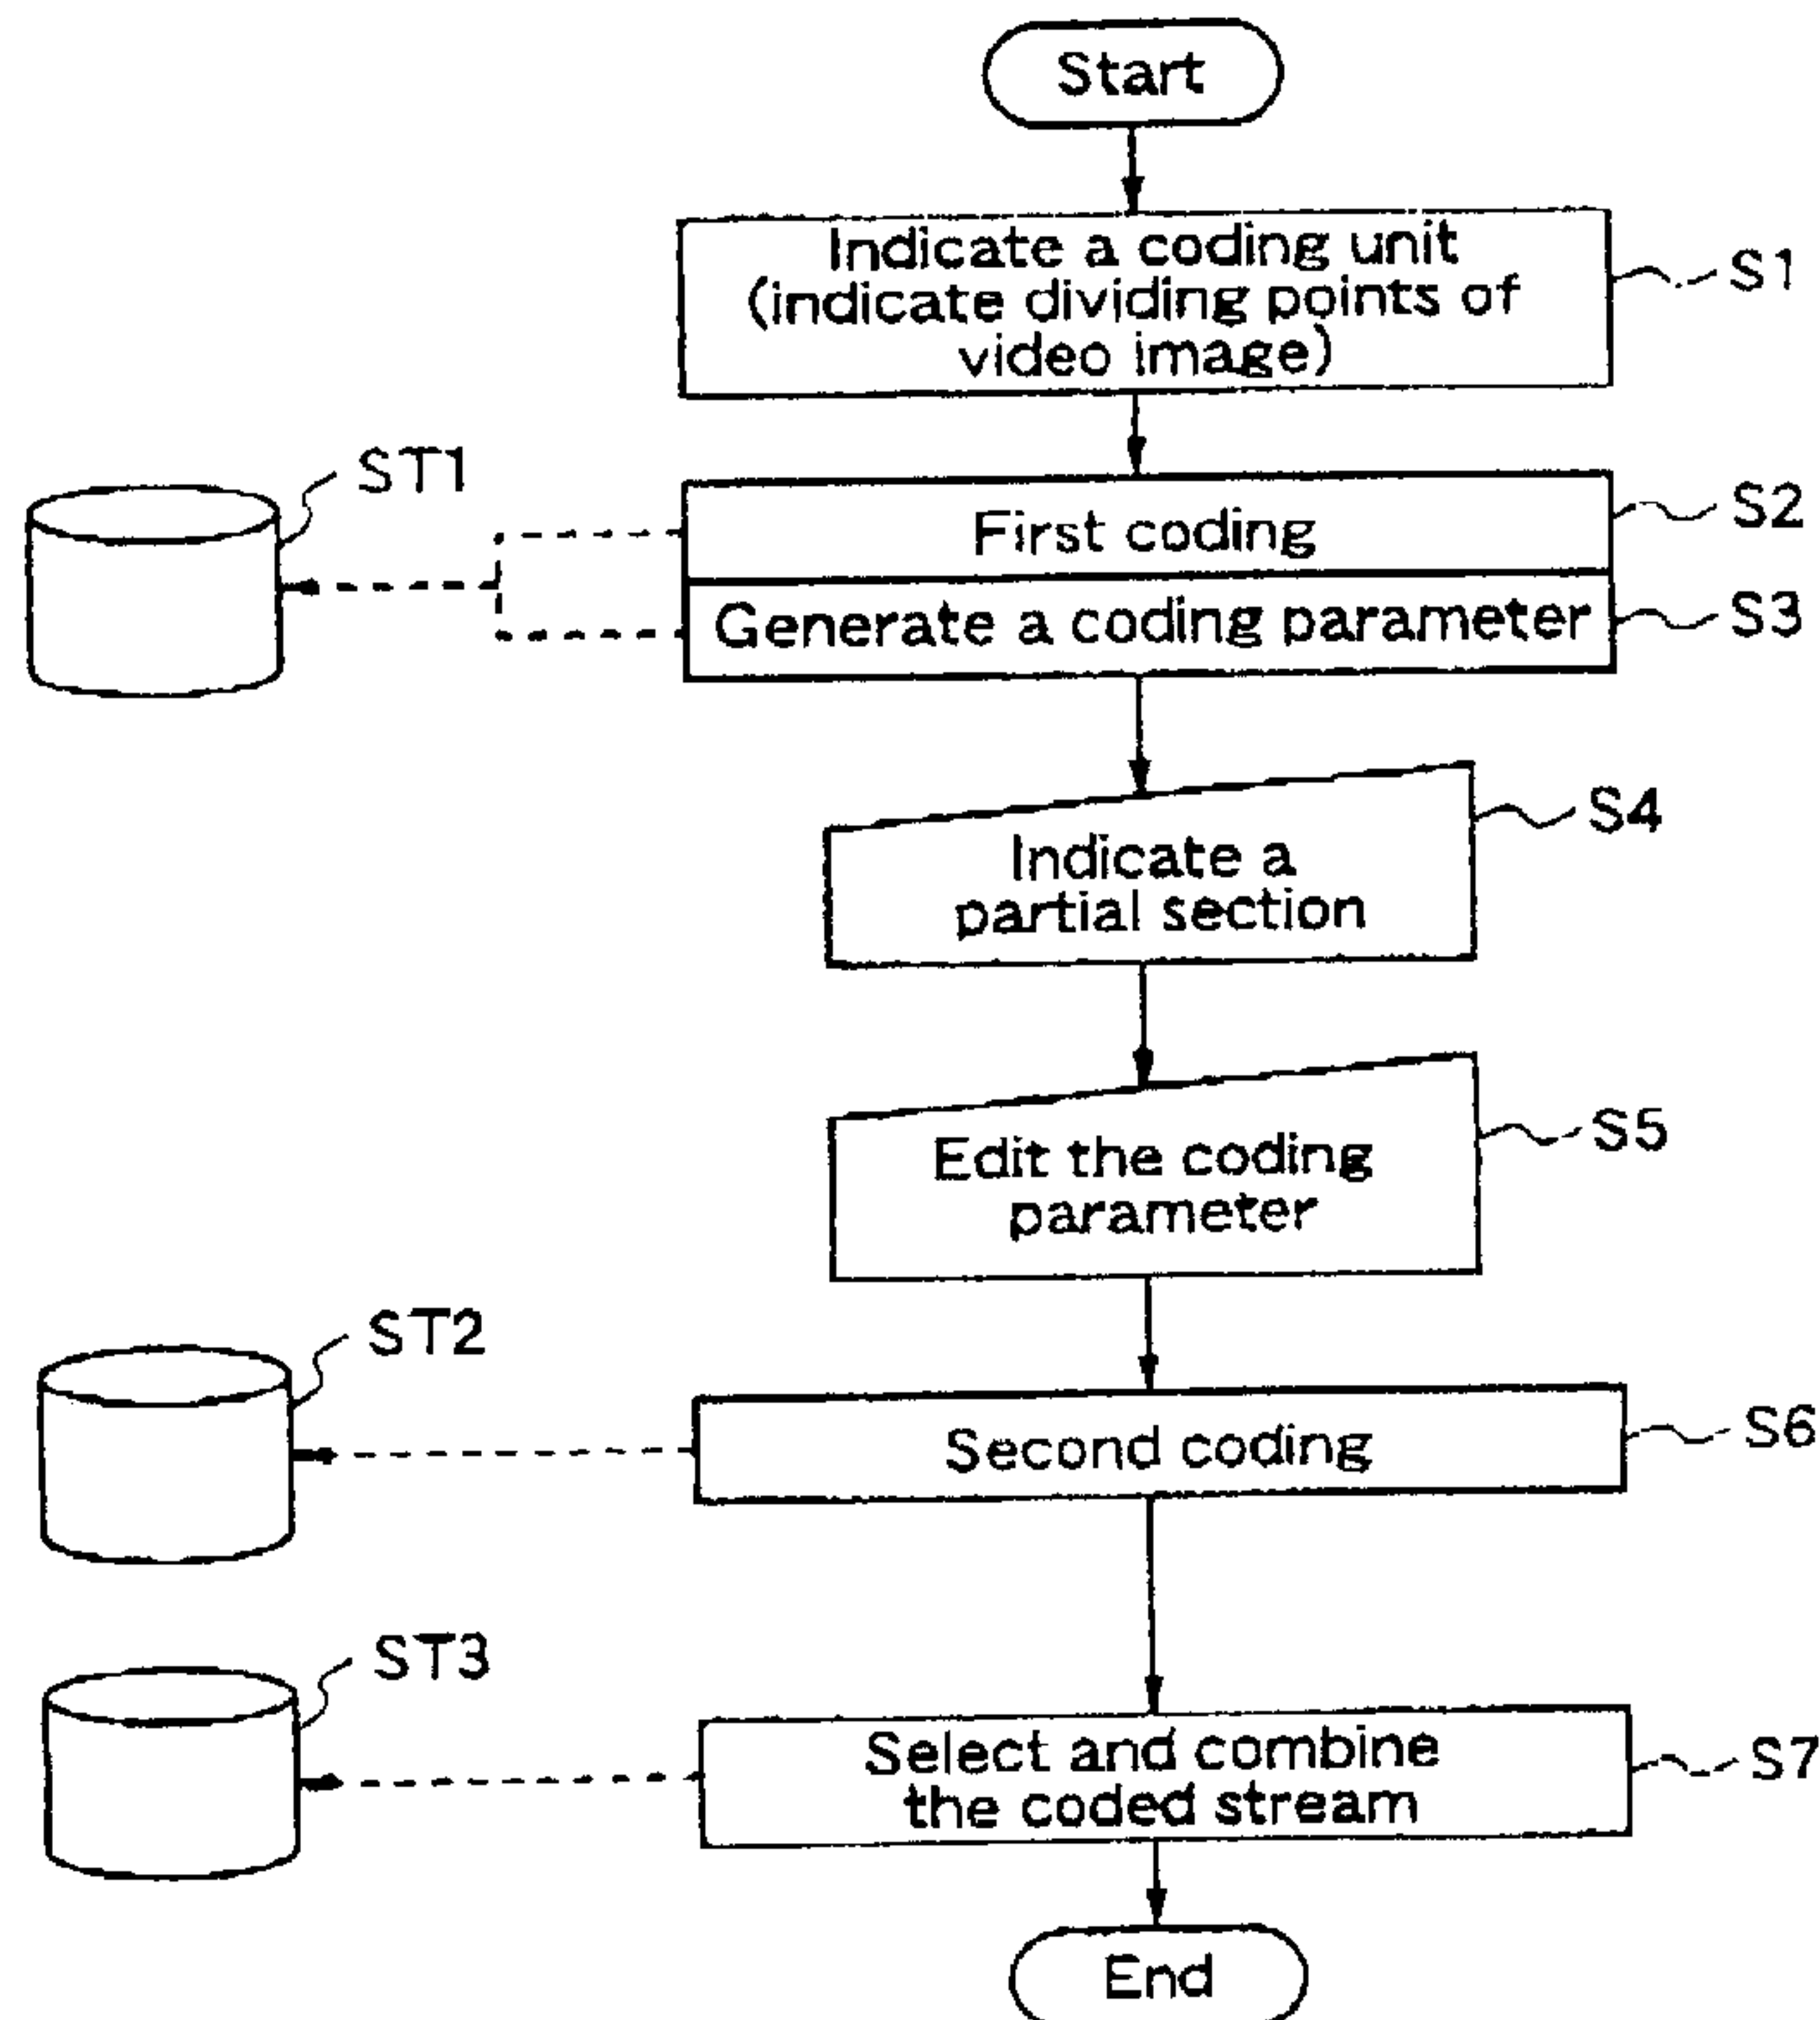 Start
Indicate a coding unit
(indicate dividing points of
video image)
S1
ST1
First coding
S2
Generate a coding parameter
S3
Indicate a
partial section
S4
Edit the coding
parameter
S5
ST2
Second coding
S6
ST3
Select and combine
the coded stream
S7
End